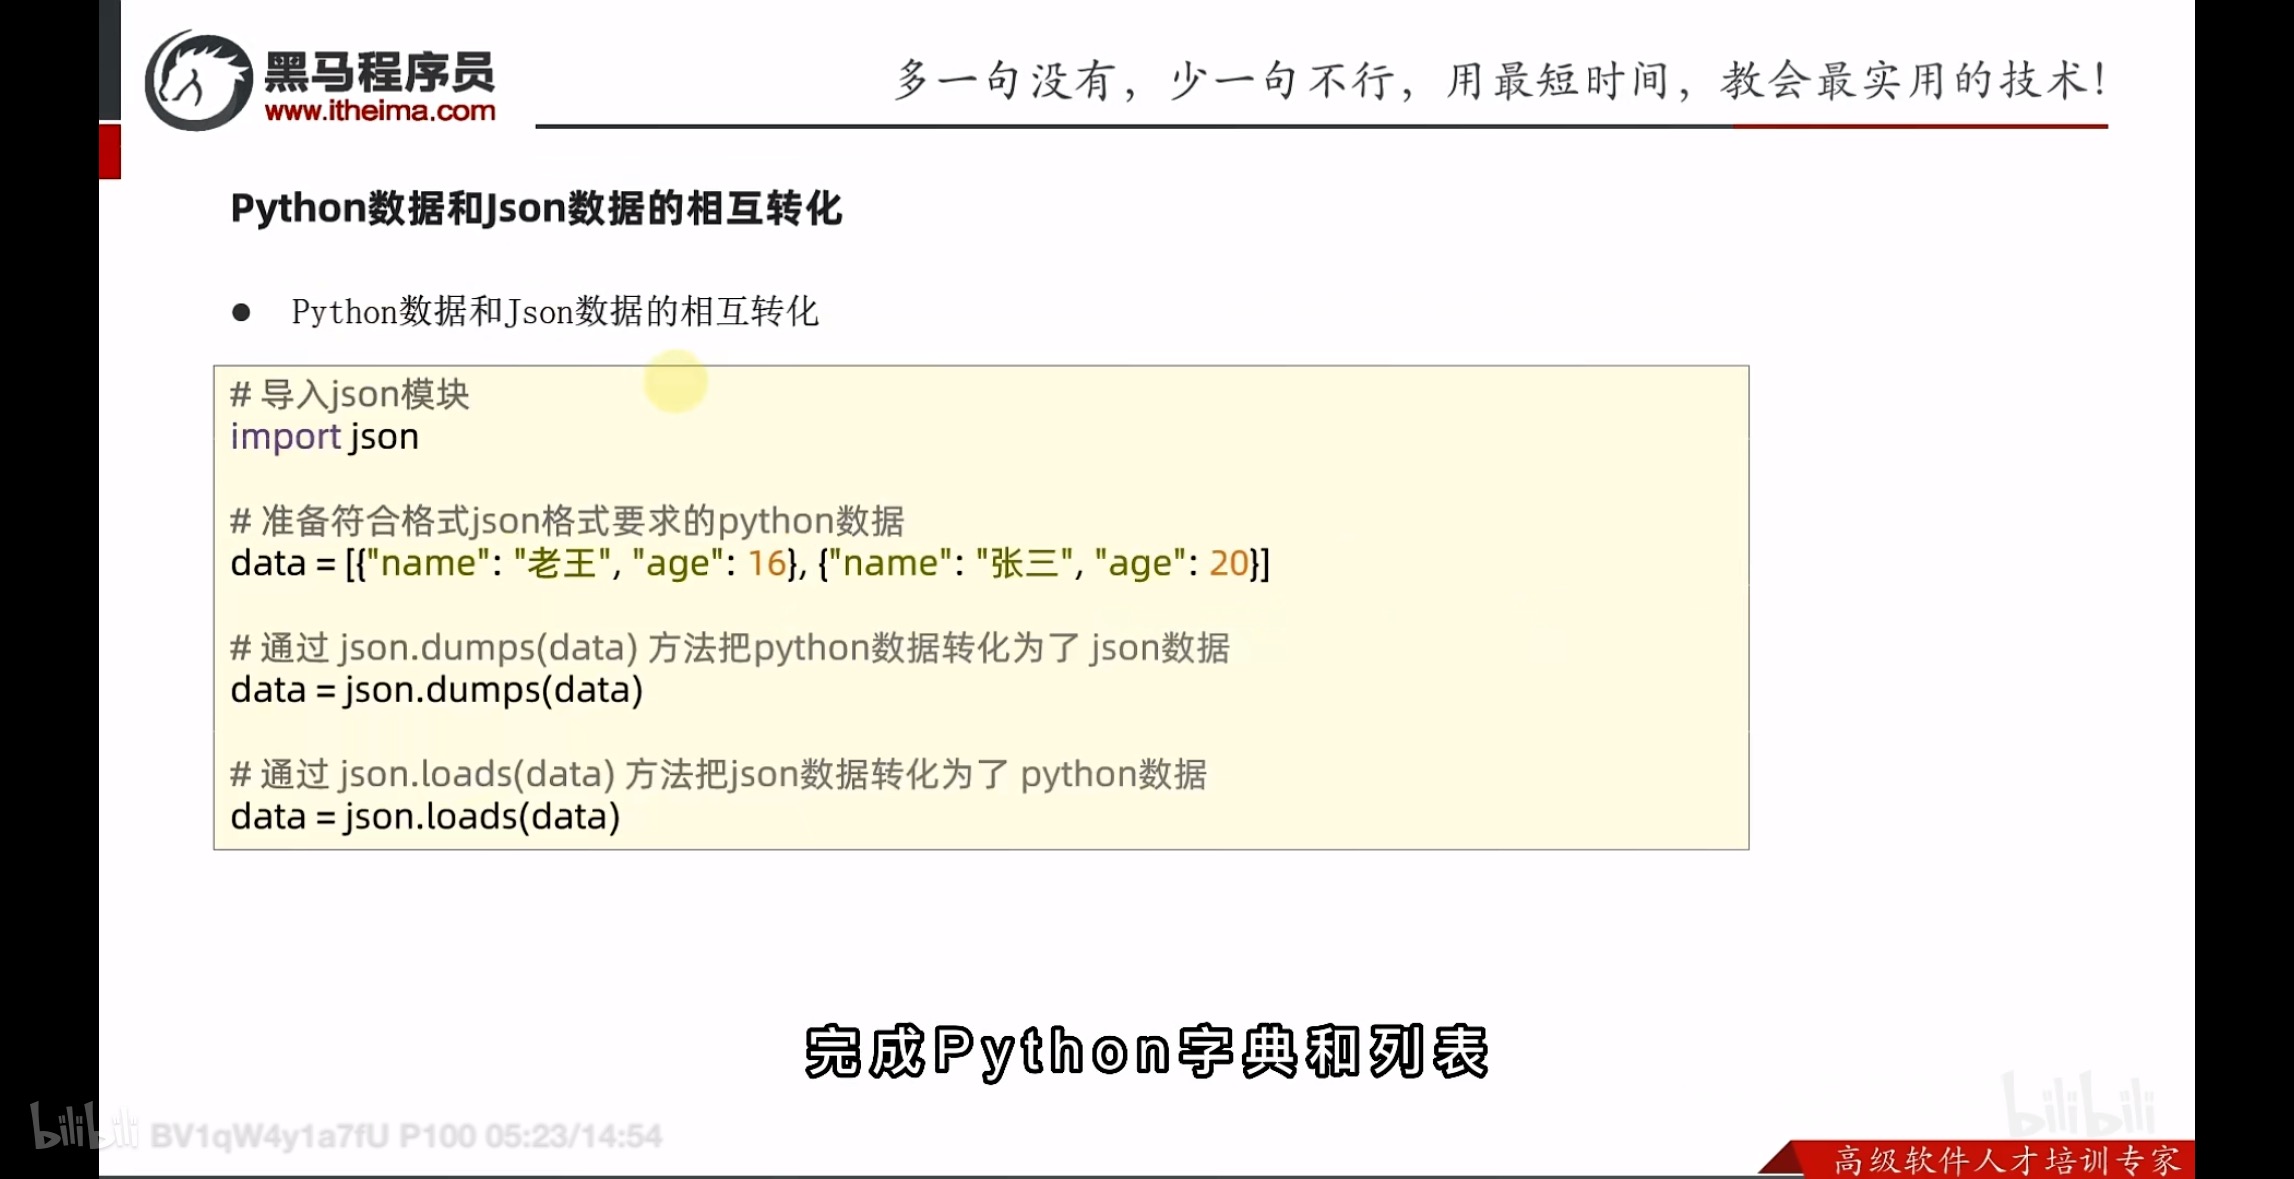 黑马程序员
www.itheima.com
多一句没有，少一句不行，用最短时间，教会最实用的技术！
Python数据和Json数据的相互转化
● Python数据和Json数据的相互转化
# 导入json模块
import json
# 准备符合格式json格式要求的python数据
data = [{"name": "老王", "age": 16}, {"name": "张三", "age": 20}]
# 通过 json.dumps(data) 方法把python数据转化为了 json数据
data = json.dumps(data)
# 通过 json.loads(data) 方法把json数据转化为了 python数据
data = json.loads(data)
完成Python字典和列表
bilibili BV1qW4y1a7fU P100 05:23/14:54
bilibili
高级软件人才培训专家